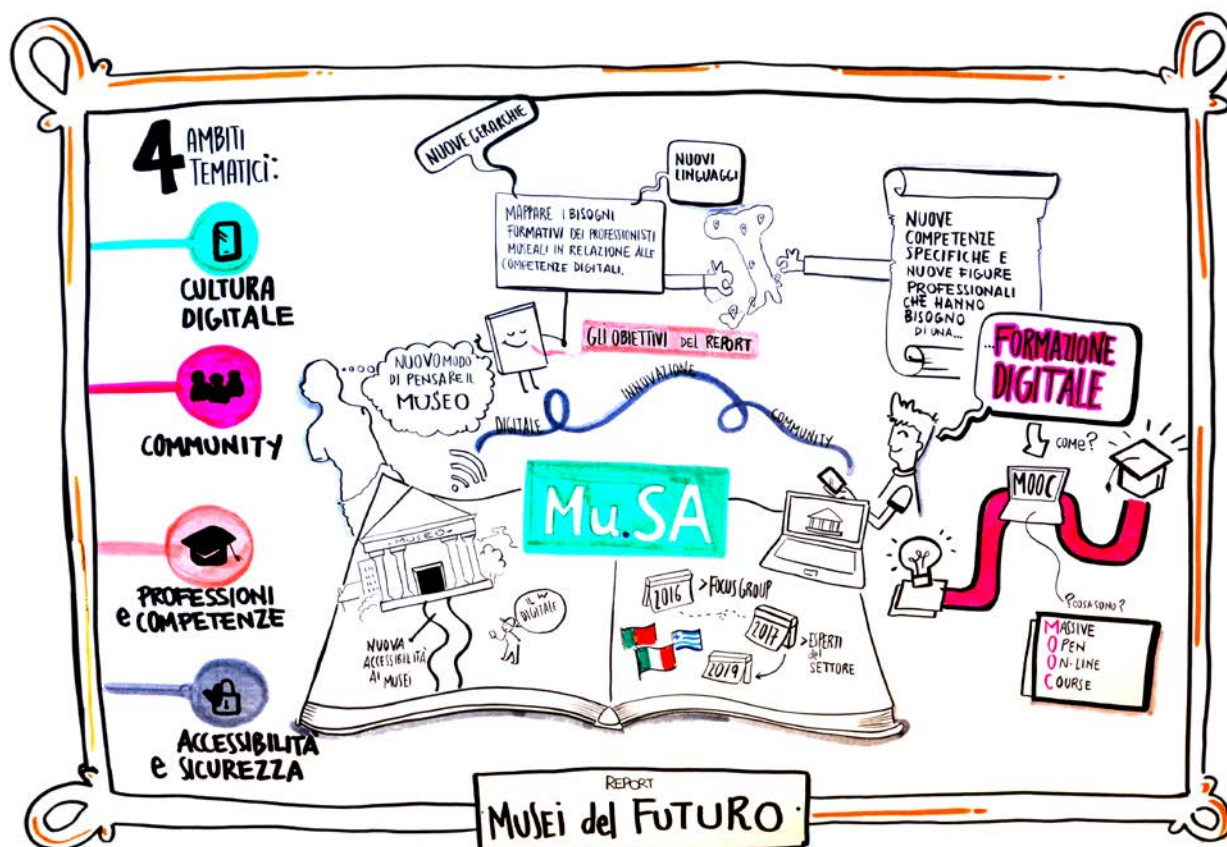 4 AMBITI
TEMATICI:
CULTURA
DIGITALE
COMMUNITY
PROFESSIONI
e COMPETENZE
ACCESSIBILITÀ
e SICUREZZA
NUOVE GERARCHIE
NUOVI
LINGUAGGI
MAPPARE I BISOGNI
FORMATIVI DEI PROFESSIONISTI
MUSEALI IN RELAZIONE ALLE
COMPETENZE DIGITALI.
GLI OBIETTIVI DEL REPORT
NUOVO MODO
DI PENSARE IL
MUSEO
DIGITALE
INNOVAZIONE
COMMUNITY
NUOVE
COMPETENZE
SPECIFICHE E
NUOVE FIGURE
PROFESSIONALI
CHE HANNO
BISOGNO
DI UNA...
...FORMAZIONE
DIGITALE
COME?
MOOC
?COSA SONO?
MASSIVE
OPEN
ON-LINE
COURSE
Mu.SA
MUSEO
NUOVA
ACCESSIBILITÀ
AI MUSEI
DIGITALE
2016 >FOCUS GROUP
2017
>ESPERTI
del
SETTORE
2019
REPORT
MUSEI del FUTURO